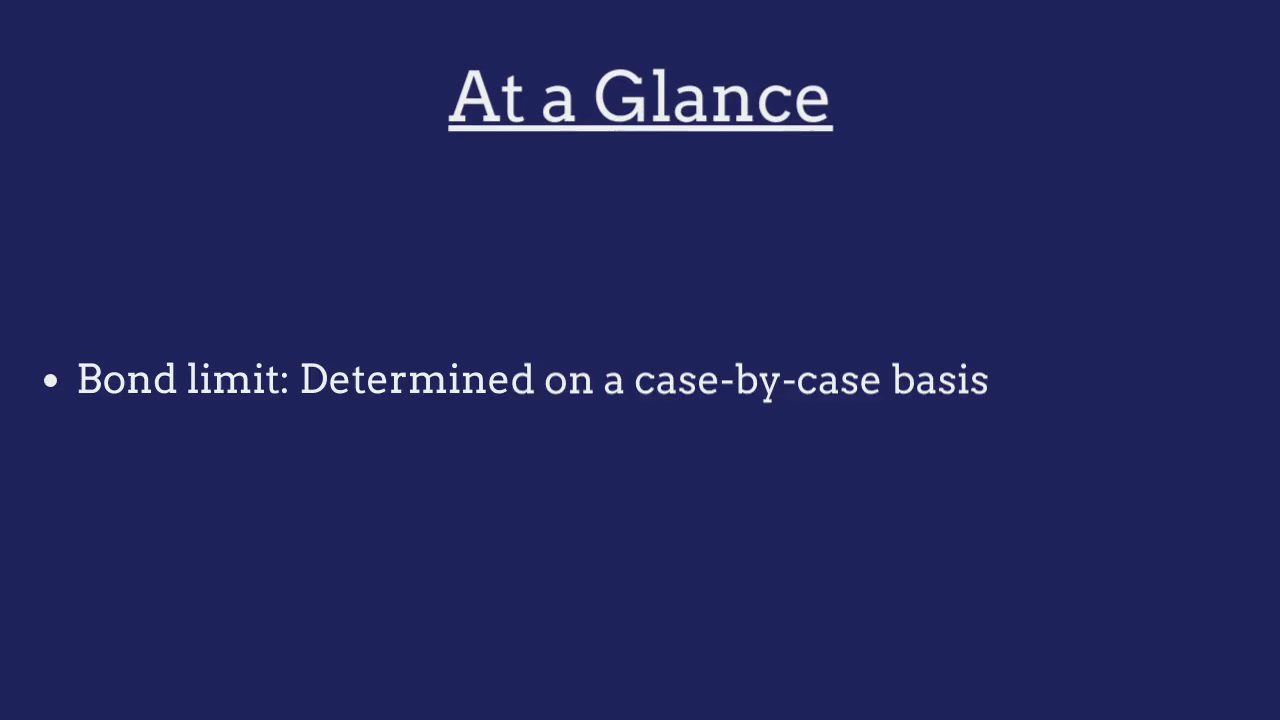 At a Glance
• Bond limit: Determined on a case-by-case basis